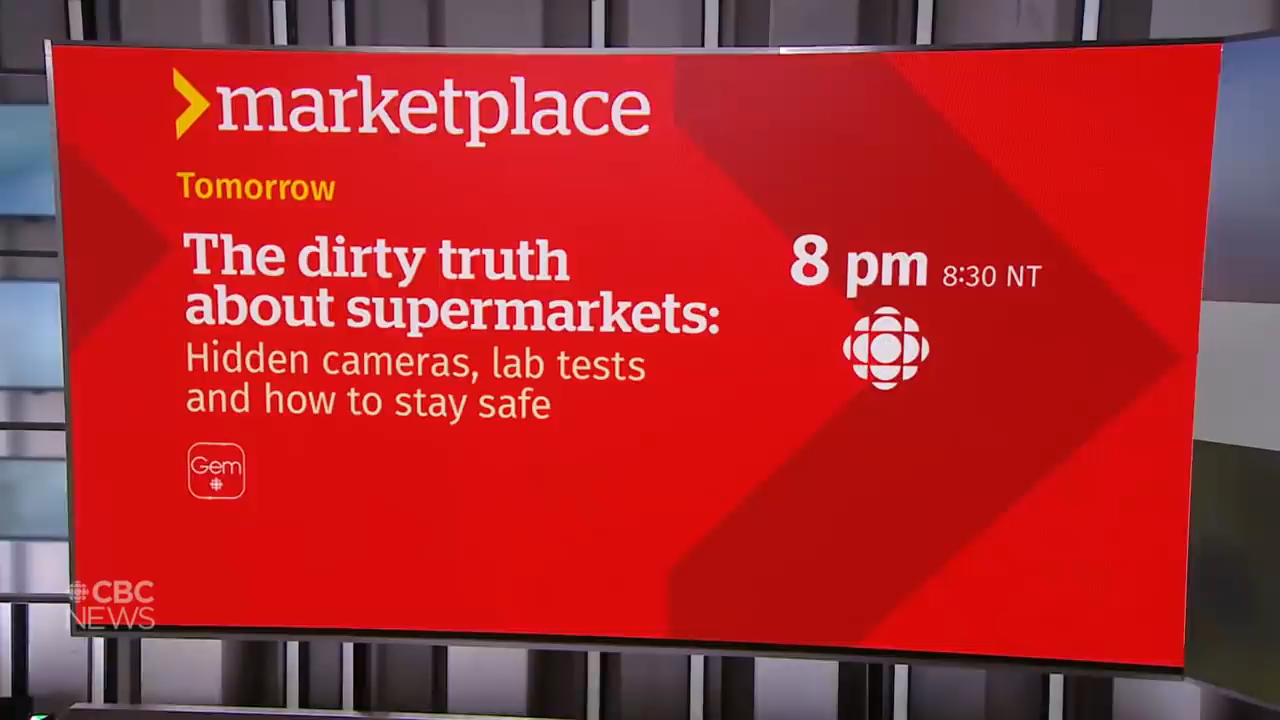 marketplace
Tomorrow
The dirty truth
about supermarkets:
Hidden cameras, lab tests
and how to stay safe
8 pm 8:30 NT
Gem
CBC
NEWS